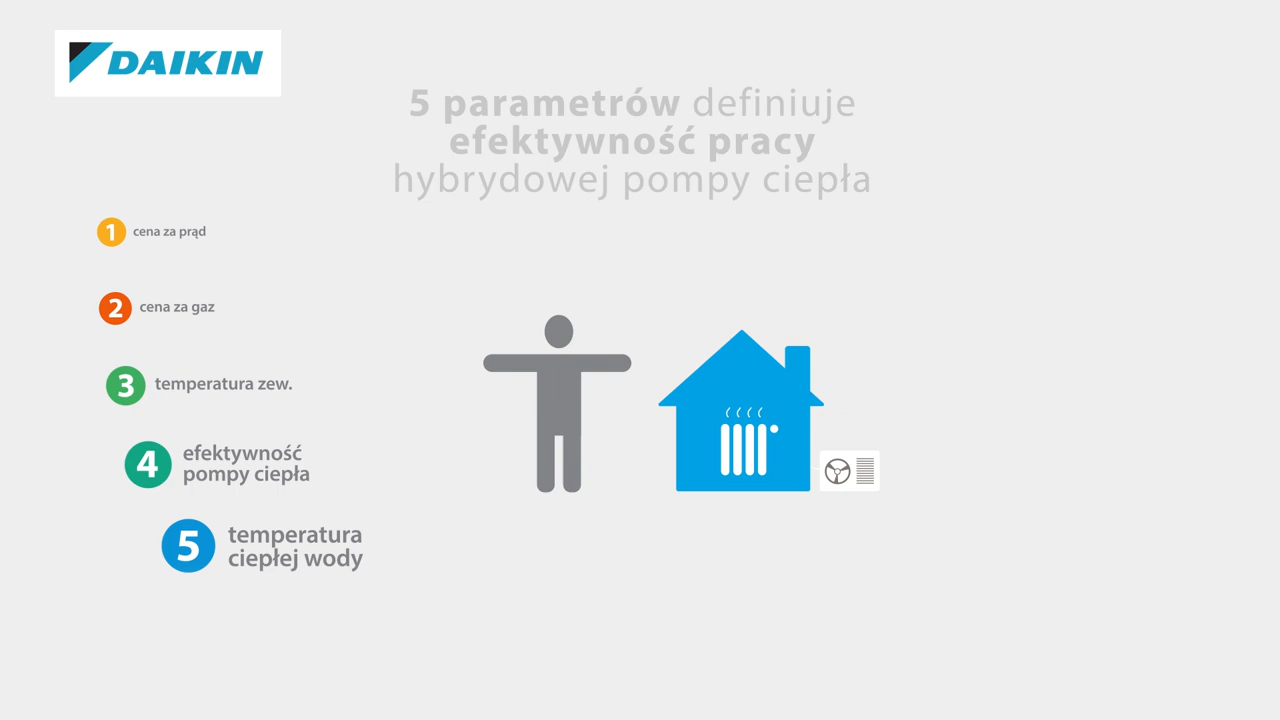 DAIKIN
5 parametrów definiuje
efektywność pracy
hybrydowej pompy ciepła
1 cena za prąd
2 cena za gaz
3 temperatura zew.
4 efektywność
pompy ciepła
5 temperatura
ciepłej wody